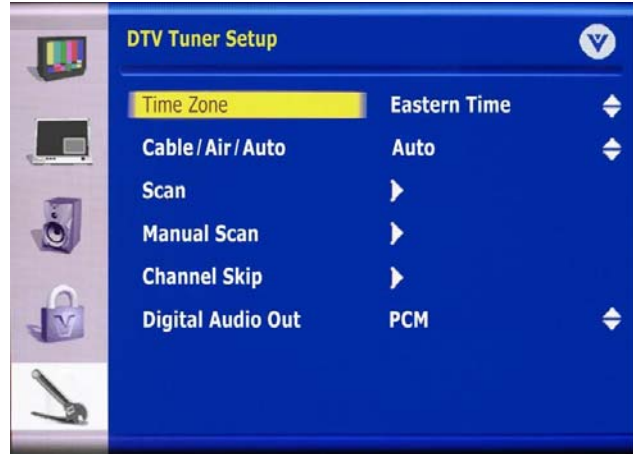 DTV Tuner Setup
V
Time Zone Eastern Time
Cable/Air/Auto Auto
Scan
Manual Scan
Channel Skip
Digital Audio Out PCM
V